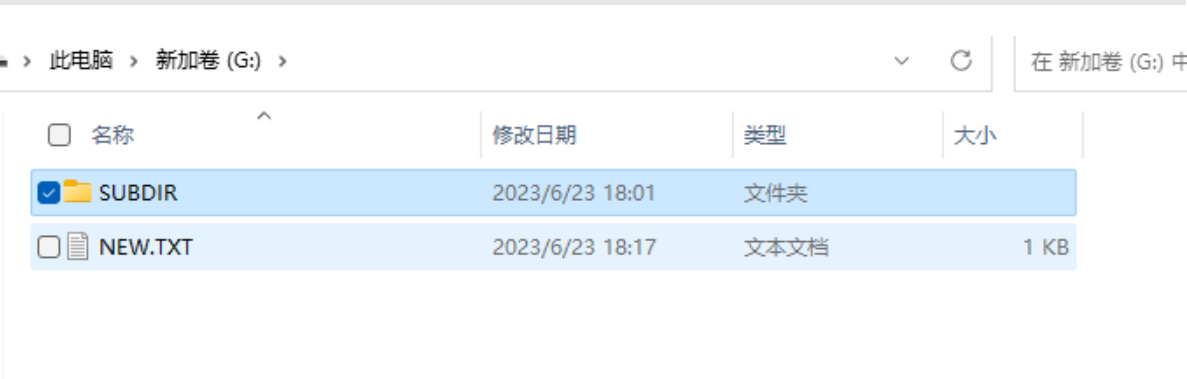 此电脑 › 新加卷 (G:) › 在 新加卷 (G:) 中
名称 修改日期 类型 大小
SUBDIR 2023/6/23 18:01 文件夹
NEW.TXT 2023/6/23 18:17 文本文档 1 KB